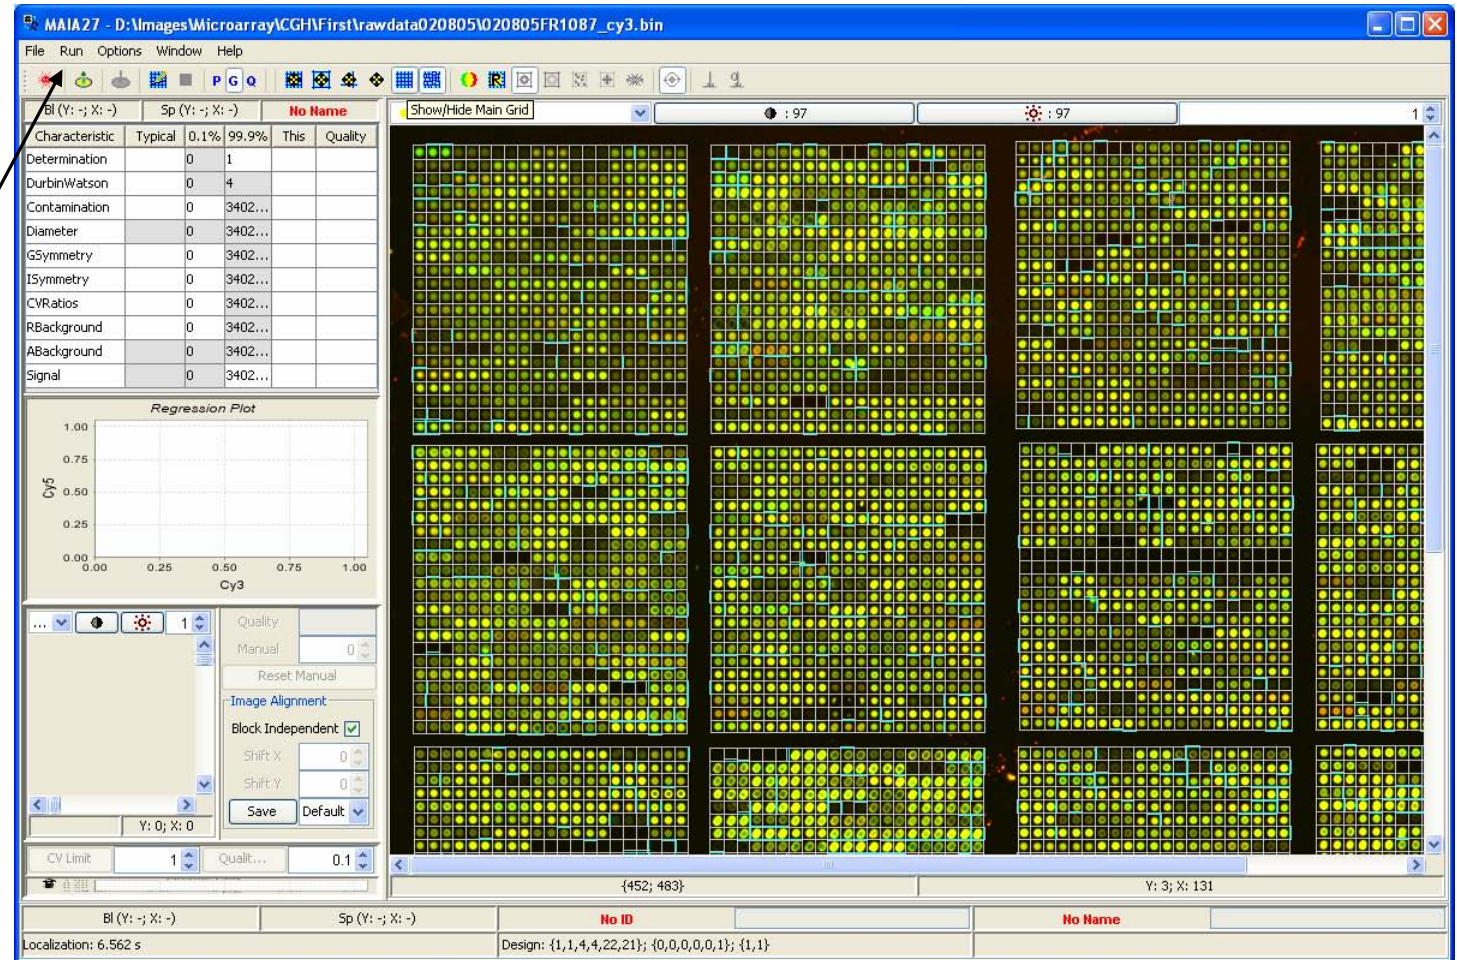 MAIA27 - D:\Images\Microarray\CGH\First\rawdata020805\020805FR1087_cy3.bin
File Run Options Window Help
P G Q
Bl (Y: -; X: -) Sp (Y: -; X: -) No Name
Show/Hide Main Grid : 97 : 97 1
Characteristic Typical 0.1% 99.9% This Quality
Determination 0 1
DurbinWatson 0 4
Contamination 0 3402...
Diameter 0 3402...
GSymmetry 0 3402...
ISymmetry 0 3402...
CVRatios 0 3402...
RBackground 0 3402...
ABackground 0 3402...
Signal 0 3402...
Regression Plot
1.00
0.75
0.50
0.25
0.00
Cy5
0.00 0.25 0.50 0.75 1.00
Cy3
... 1 Quality
Manual 0
Reset Manual
Image Alignment
Block Independent
Shift X 0
Shift Y 0
Save Default
Y: 0; X: 0
CV Limit 1 Qualit... 0.1
{452; 483} Y: 3; X: 131
Bl (Y: -; X: -) Sp (Y: -; X: -) No ID No Name
Localization: 6.562 s Design: {1,1,4,4,22,21}; {0,0,0,0,0,1}; {1,1}